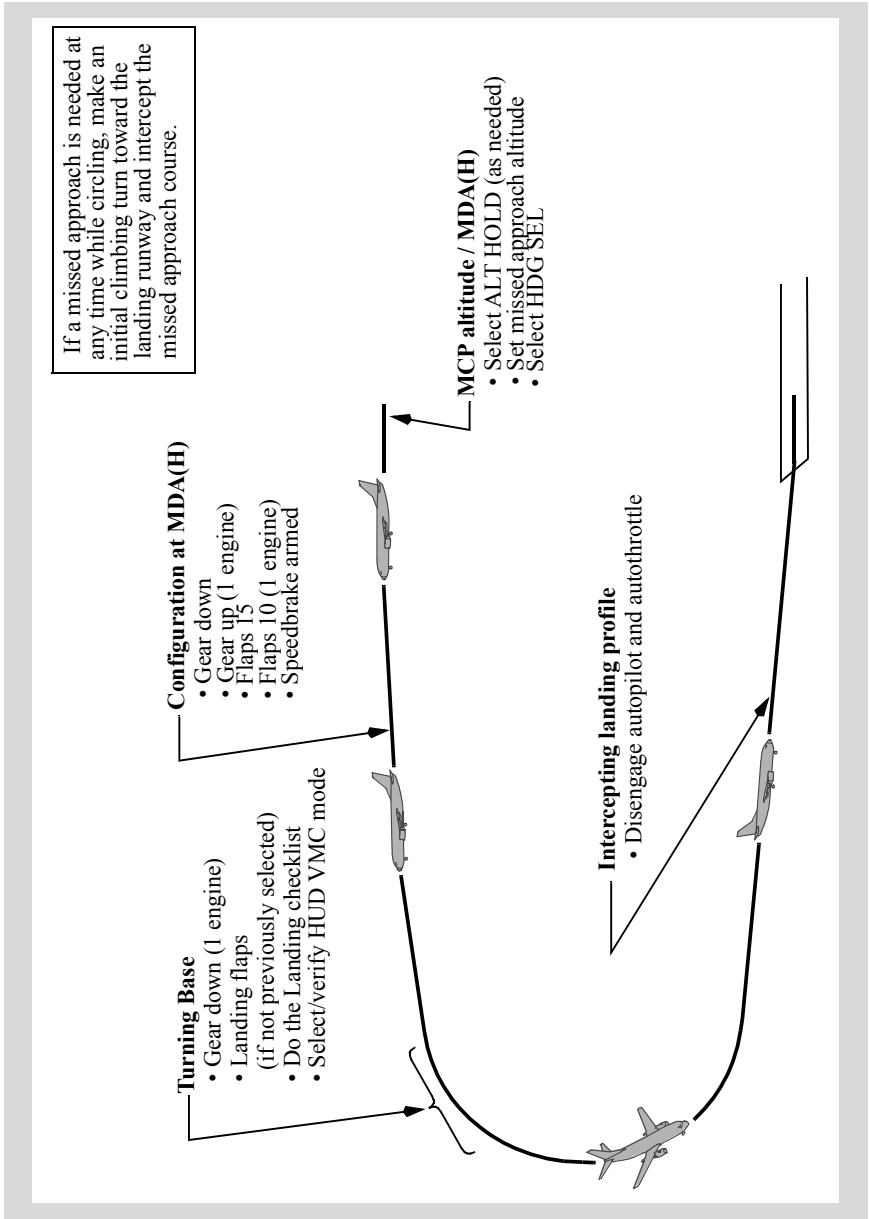 If a missed approach is needed at
any time while circling, make an
initial climbing turn toward the
landing runway and intercept the
missed approach course.
MCP altitude / MDA(H)
• Select ALT HOLD (as needed)
• Set missed approach altitude
• Select HDG SEL
Configuration at MDA(H)
• Gear down
• Gear up (1 engine)
• Flaps 15
• Flaps 10 (1 engine)
• Speedbrake armed
Turning Base
• Gear down (1 engine)
• Landing flaps
(if not previously selected)
• Do the Landing checklist
• Select/verify HUD VMC mode
Intercepting landing profile
• Disengage autopilot and autothrottle